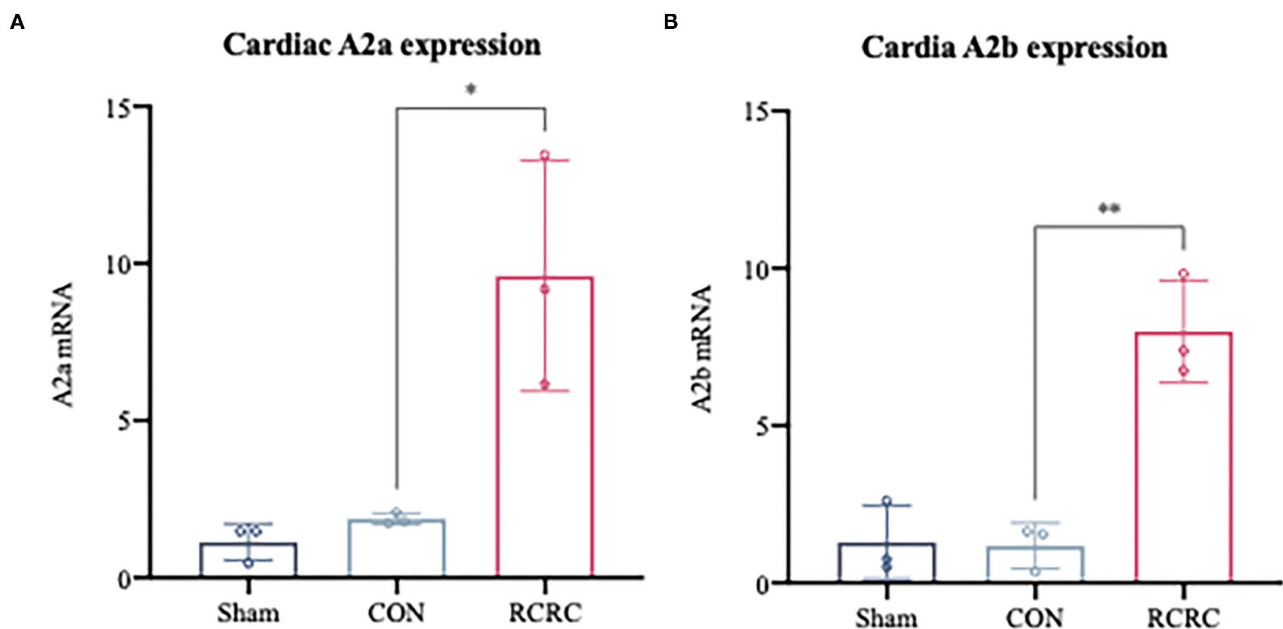 A
Cardiac A2a expression
*
15
10
5
0
A2a mRNA
Sham CON RCRC
B
Cardia A2b expression
**
15
10
5
0
A2b mRNA
Sham CON RCRC